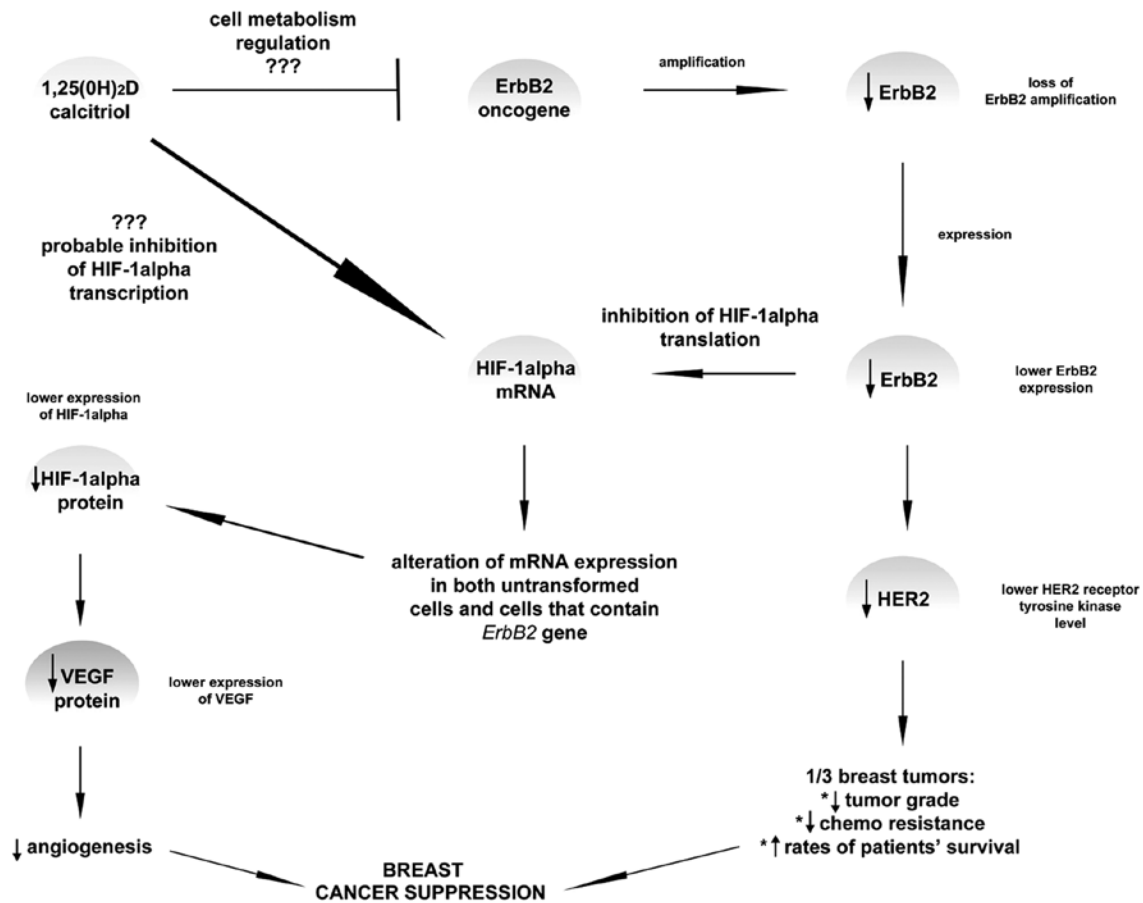 cell metabolism
regulation
???
1,25(0H)₂D
calcitriol
ErbB2
oncogene
amplification
↓ ErbB2
loss of
ErbB2 amplification
???
probable inhibition
of HIF-1alpha
transcription
expression
inhibition of HIF-1alpha
translation
HIF-1alpha
mRNA
↓ ErbB2
lower ErbB2
expression
lower expression
of HIF-1alpha
↓HIF-1alpha
protein
alteration of mRNA expression
in both untransformed
cells and cells that contain
ErbB2 gene
↓ HER2
lower HER2 receptor
tyrosine kinase
level
↓ VEGF
protein
lower expression
of VEGF
1/3 breast tumors:
*↓ tumor grade
*↓ chemo resistance
*↑ rates of patients' survival
↓ angiogenesis
BREAST
CANCER SUPPRESSION